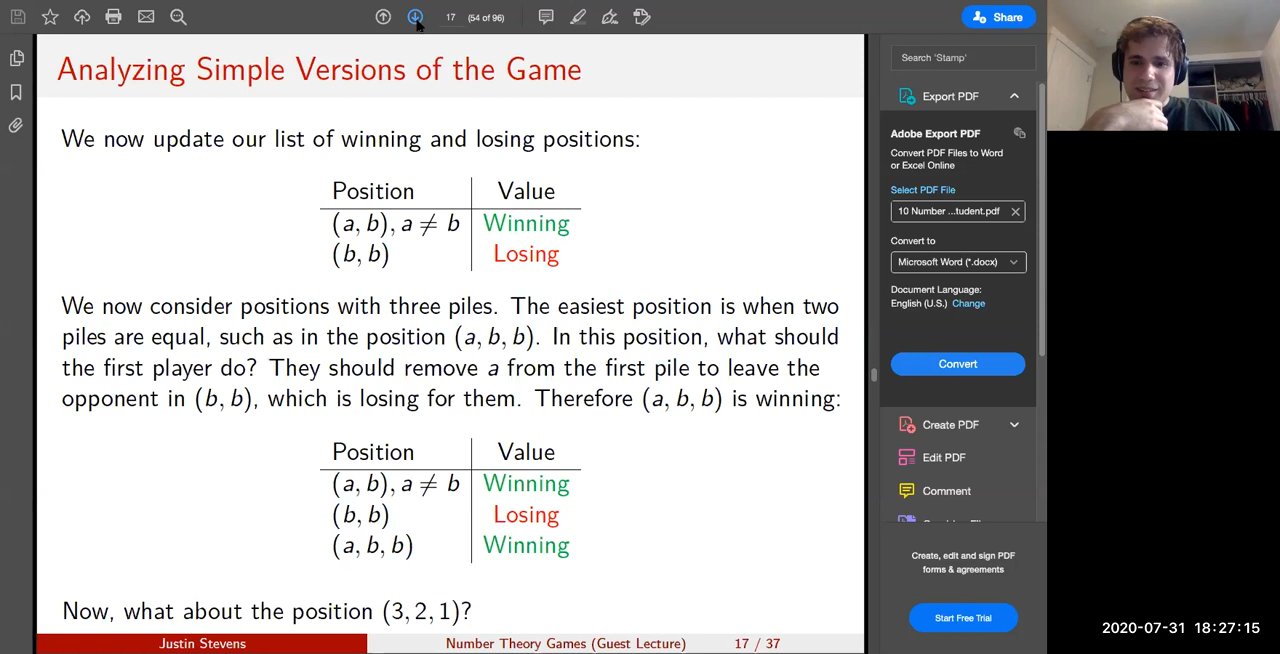 17 (54 of 96)
Share
Analyzing Simple Versions of the Game
We now update our list of winning and losing positions:
Position Value
(a, b), a ≠ b Winning
(b, b) Losing
We now consider positions with three piles. The easiest position is when two
piles are equal, such as in the position (a, b, b). In this position, what should
the first player do? They should remove a from the first pile to leave the
opponent in (b, b), which is losing for them. Therefore (a, b, b) is winning:
Position Value
(a, b), a ≠ b Winning
(b, b) Losing
(a, b, b) Winning
Now, what about the position (3, 2, 1)?
Justin Stevens Number Theory Games (Guest Lecture) 17 / 37
Search 'Stamp'
Export PDF
Adobe Export PDF
Convert PDF Files to Word
or Excel Online
Select PDF File
10 Number ...tudent.pdf
Convert to
Microsoft Word (*.docx)
Document Language:
English (U.S.) Change
Convert
Create PDF
Edit PDF
Comment
Create, edit and sign PDF
forms & agreements
Start Free Trial
2020-07-31 18:27:15